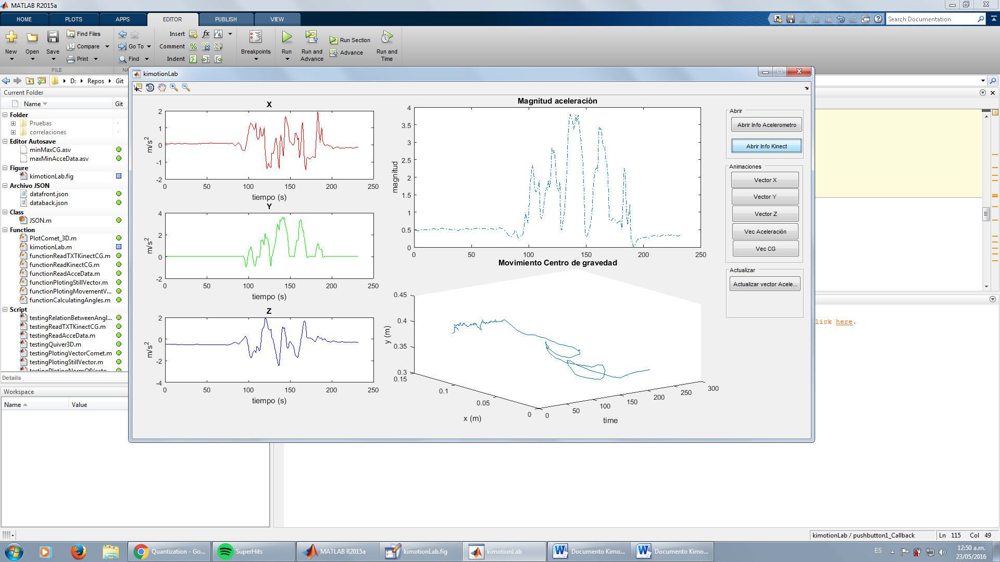 MATLAB R2015a
HOME PLOTS APPS EDITOR PUBLISH VIEW
Search Documentation
New Open Save
Find Files
Compare
Print
FILE
Go To
Find
Insert
Comment
Indent
Breakpoints
Run
Run and Advance
Run Section
Advance
Run and Time
D: Repos Git
Current Folder
Name Git
Folder
Pruebas
correlaciones
Editor Autosave
minMaxCG.asv
maxMinAcceData.asv
Figure
kimotionLab.fig
Archivo JSON
datafront.json
databack.json
Class
JSON.m
Function
PlotComet_3D.m
kimotionLab.m
functionReadTXTKinectCG.m
functionReadKinectCG.m
functionReadAcceData.m
functionPlotingStillVector.m
functionPlotingMovementV...
functionCalculatingAngles.m
Script
testingRelationBetweenAngl...
testingReadTXTKinectCG.m
testingReadAcceData.m
testingQuiver3D.m
testingPlotingVectorComet.m
testingPlotingStillVector.m
testingPlotingNormOfVecto...
Details
Workspace
Name Value
kimotionLab
X
2
1
0
-1
-2
m/s2
0 50 100 150 200 250
tiempo (s)
Y
4
2
0
-2
m/s2
0 50 100 150 200 250
tiempo (s)
Z
2
0
-2
-4
m/s2
0 50 100 150 200 250
tiempo (s)
Magnitud aceleración
4
3.5
3
2.5
2
1.5
1
0.5
0
magnitud
0 50 100 150 200 250
Movimiento Centro de gravedad
0.45
0.4
0.35
0.3
y (m)
0.15
0.1
0.05
0
x (m)
0
50
100
150
200
250
300
time
Abrir
Abrir Info Acelerometro
Abrir Info Kinect
Animaciones
Vector X
Vector Y
Vector Z
Vec Aceleración
Vec CG
Actualizar
Actualizar vector Acele...
lick here.
kimotionLab / pushbutton1_Callback Ln 115 Col 49
Quantization - Go... SuperHits MATLAB R2015a kimotionLab.fig kimotionLab Documento Kimo... Documento Kimo...
ES
12:50 a.m.
23/05/2016